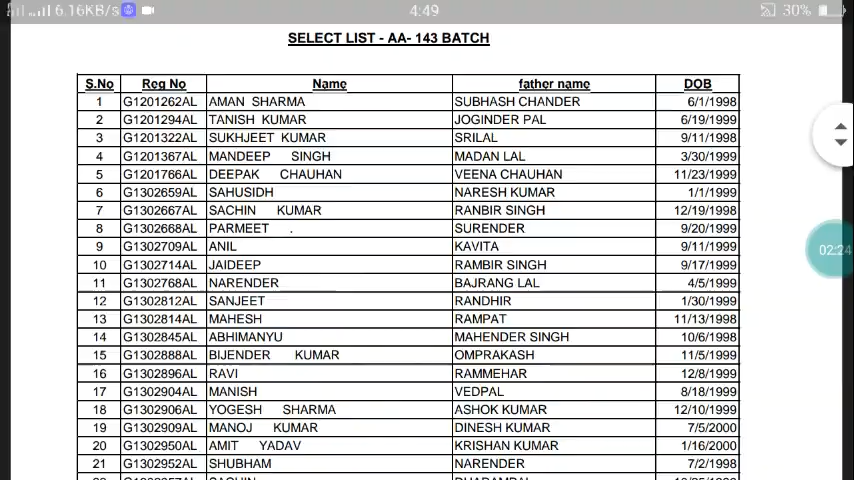 6.16KB/s 4:49 30%
SELECT LIST - AA- 143 BATCH
S.No Reg No Name father name DOB
1 G1201262AL AMAN SHARMA SUBHASH CHANDER 6/1/1998
2 G1201294AL TANISH KUMAR JOGINDER PAL 6/19/1999
3 G1201322AL SUKHJEET KUMAR SRILAL 9/11/1998
4 G1201367AL MANDEEP SINGH MADAN LAL 3/30/1999
5 G1201766AL DEEPAK CHAUHAN VEENA CHAUHAN 11/23/1999
6 G1302659AL SAHUSIDH NARESH KUMAR 1/1/1999
7 G1302667AL SACHIN KUMAR RANBIR SINGH 12/19/1998
8 G1302668AL PARMEET . SURENDER 9/20/1999
9 G1302709AL ANIL KAVITA 9/11/1999
10 G1302714AL JAIDEEP RAMBIR SINGH 9/17/1999
11 G1302768AL NARENDER BAJRANG LAL 4/5/1999
12 G1302812AL SANJEET RANDHIR 1/30/1999
13 G1302814AL MAHESH RAMPAT 11/13/1998
14 G1302845AL ABHIMANYU MAHENDER SINGH 10/6/1998
15 G1302888AL BIJENDER KUMAR OMPRAKASH 11/5/1999
16 G1302896AL RAVI RAMMEHAR 12/8/1999
17 G1302904AL MANISH VEDPAL 8/18/1999
18 G1302906AL YOGESH SHARMA ASHOK KUMAR 12/10/1999
19 G1302909AL MANOJ KUMAR DINESH KUMAR 7/5/2000
20 G1302950AL AMIT YADAV KRISHAN KUMAR 1/16/2000
21 G1302952AL SHUBHAM NARENDER 7/2/1998
02:24